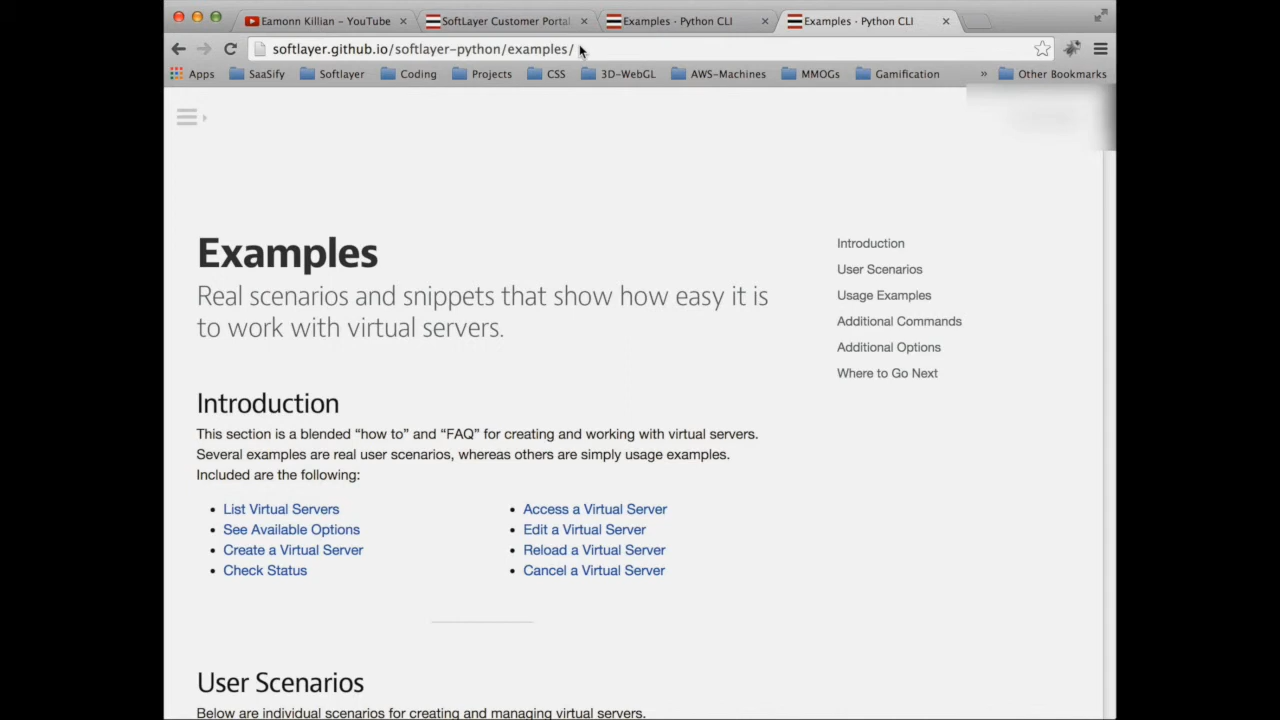 Eamonn Killian – YouTube
SoftLayer Customer Portal
Examples · Python CLI
Examples · Python CLI
softlayer.github.io/softlayer-python/examples/
Apps
SaaSify
Softlayer
Coding
Projects
CSS
3D-WebGL
AWS-Machines
MMOGs
Gamification
»
Other Bookmarks
Examples
Real scenarios and snippets that show how easy it is
to work with virtual servers.
Introduction
This section is a blended “how to” and “FAQ” for creating and working with virtual servers.
Several examples are real user scenarios, whereas others are simply usage examples.
Included are the following:
• List Virtual Servers
• See Available Options
• Create a Virtual Server
• Check Status
• Access a Virtual Server
• Edit a Virtual Server
• Reload a Virtual Server
• Cancel a Virtual Server
User Scenarios
Below are individual scenarios for creating and managing virtual servers.
Introduction
User Scenarios
Usage Examples
Additional Commands
Additional Options
Where to Go Next